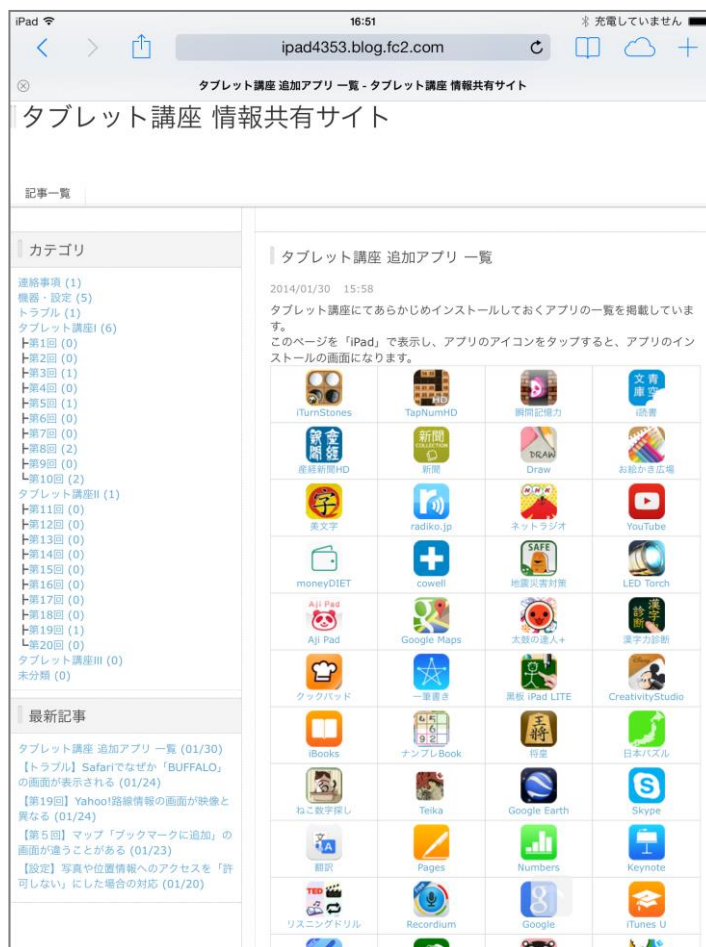 iPad
16:51
充電していません
ipad4353.blog.fc2.com
タブレット講座 追加アプリ 一覧 - タブレット講座 情報共有サイト
タブレット講座 情報共有サイト
記事一覧
カテゴリ
連絡事項 (1)
機器・設定 (5)
トラブル (1)
タブレット講座I (6)
┣第1回 (0)
┣第2回 (0)
┣第3回 (1)
┣第4回 (0)
┣第5回 (1)
┣第6回 (0)
┣第7回 (0)
┣第8回 (2)
┣第9回 (0)
┗第10回 (2)
タブレット講座II (1)
┣第11回 (0)
┣第12回 (0)
┣第13回 (0)
┣第14回 (0)
┣第15回 (0)
┣第16回 (0)
┣第17回 (0)
┣第18回 (0)
┣第19回 (1)
┗第20回 (0)
タブレット講座III (0)
未分類 (0)
最新記事
タブレット講座 追加アプリ 一覧 (01/30)
【トラブル】Safariでなぜか「BUFFALO」
の画面が表示される (01/24)
【第19回】Yahoo!路線情報の画面が映像と
異なる (01/24)
【第５回】マップ「ブックマークに追加」の
画面が違うことがある (01/23)
【設定】写真や位置情報へのアクセスを「許
可しない」にした場合の対応 (01/20)
タブレット講座 追加アプリ 一覧
2014/01/30 15:58
タブレット講座にてあらかじめインストールしておくアプリの一覧を掲載していま
す。
このページを「iPad」で表示し、アプリのアイコンをタップすると、アプリのイン
ストールの画面になります。
HD
青空文庫
iTurnStones TapNumHD 瞬間記憶力 i読書
産経新聞
新聞
COLLECTION
DRAW
産経新聞HD 新聞 Draw お絵かき広場
字
NHK
美文字 radiko.jp ネットラジオ YouTube
SAFE
moneyDIET cowell 地震災害対策 LED Torch
Aji Pad
漢字診断
Aji Pad Google Maps 太鼓の達人+ 漢字力診断
クックパッド 一筆書き 黒板 iPad LITE CreativityStudio
王将
iBooks ナンプレBook 将皇 日本パズル
ねこ数字探し Teika Google Earth Skype
翻訳 Pages Numbers Keynote
TED
リスニングドリル Recordium Google iTunes U